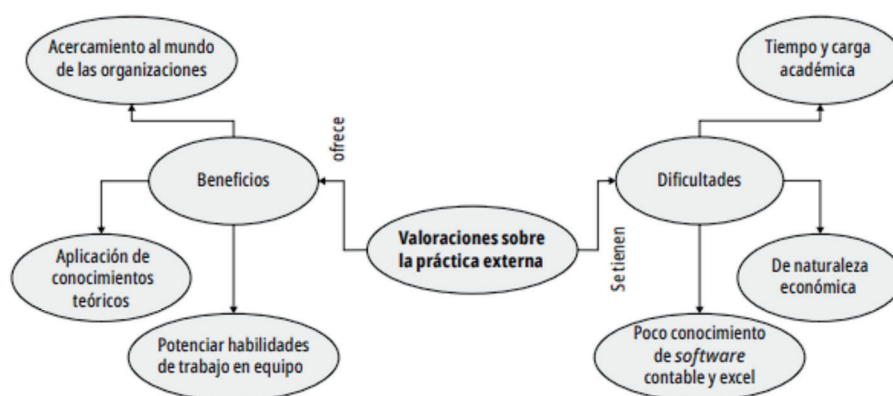 Acercamiento al mundo
de las organizaciones
Tiempo y carga
académica
ofrece
Beneficios
Dificultades
Valoraciones sobre
la práctica externa
Se tienen
Aplicación de
conocimientos
teóricos
De naturaleza
económica
Potenciar habilidades
de trabajo en equipo
Poco conocimiento
de software
contable y excel